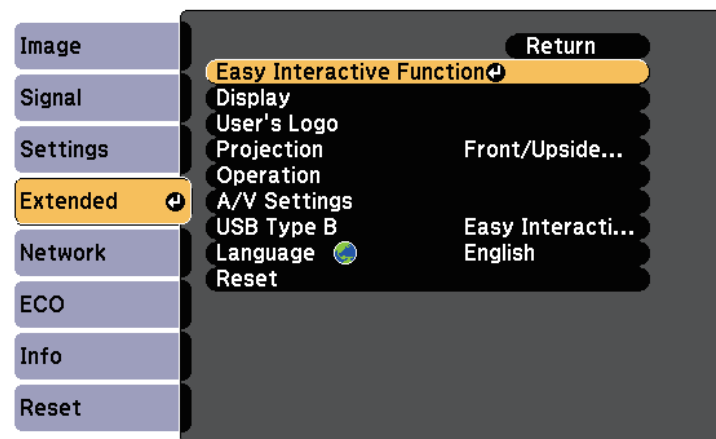 Image
Signal
Settings
Extended
Network
ECO
Info
Reset
Return
Easy Interactive Function
Display
User's Logo
Projection Front/Upside...
Operation
A/V Settings
USB Type B Easy Interacti...
Language English
Reset